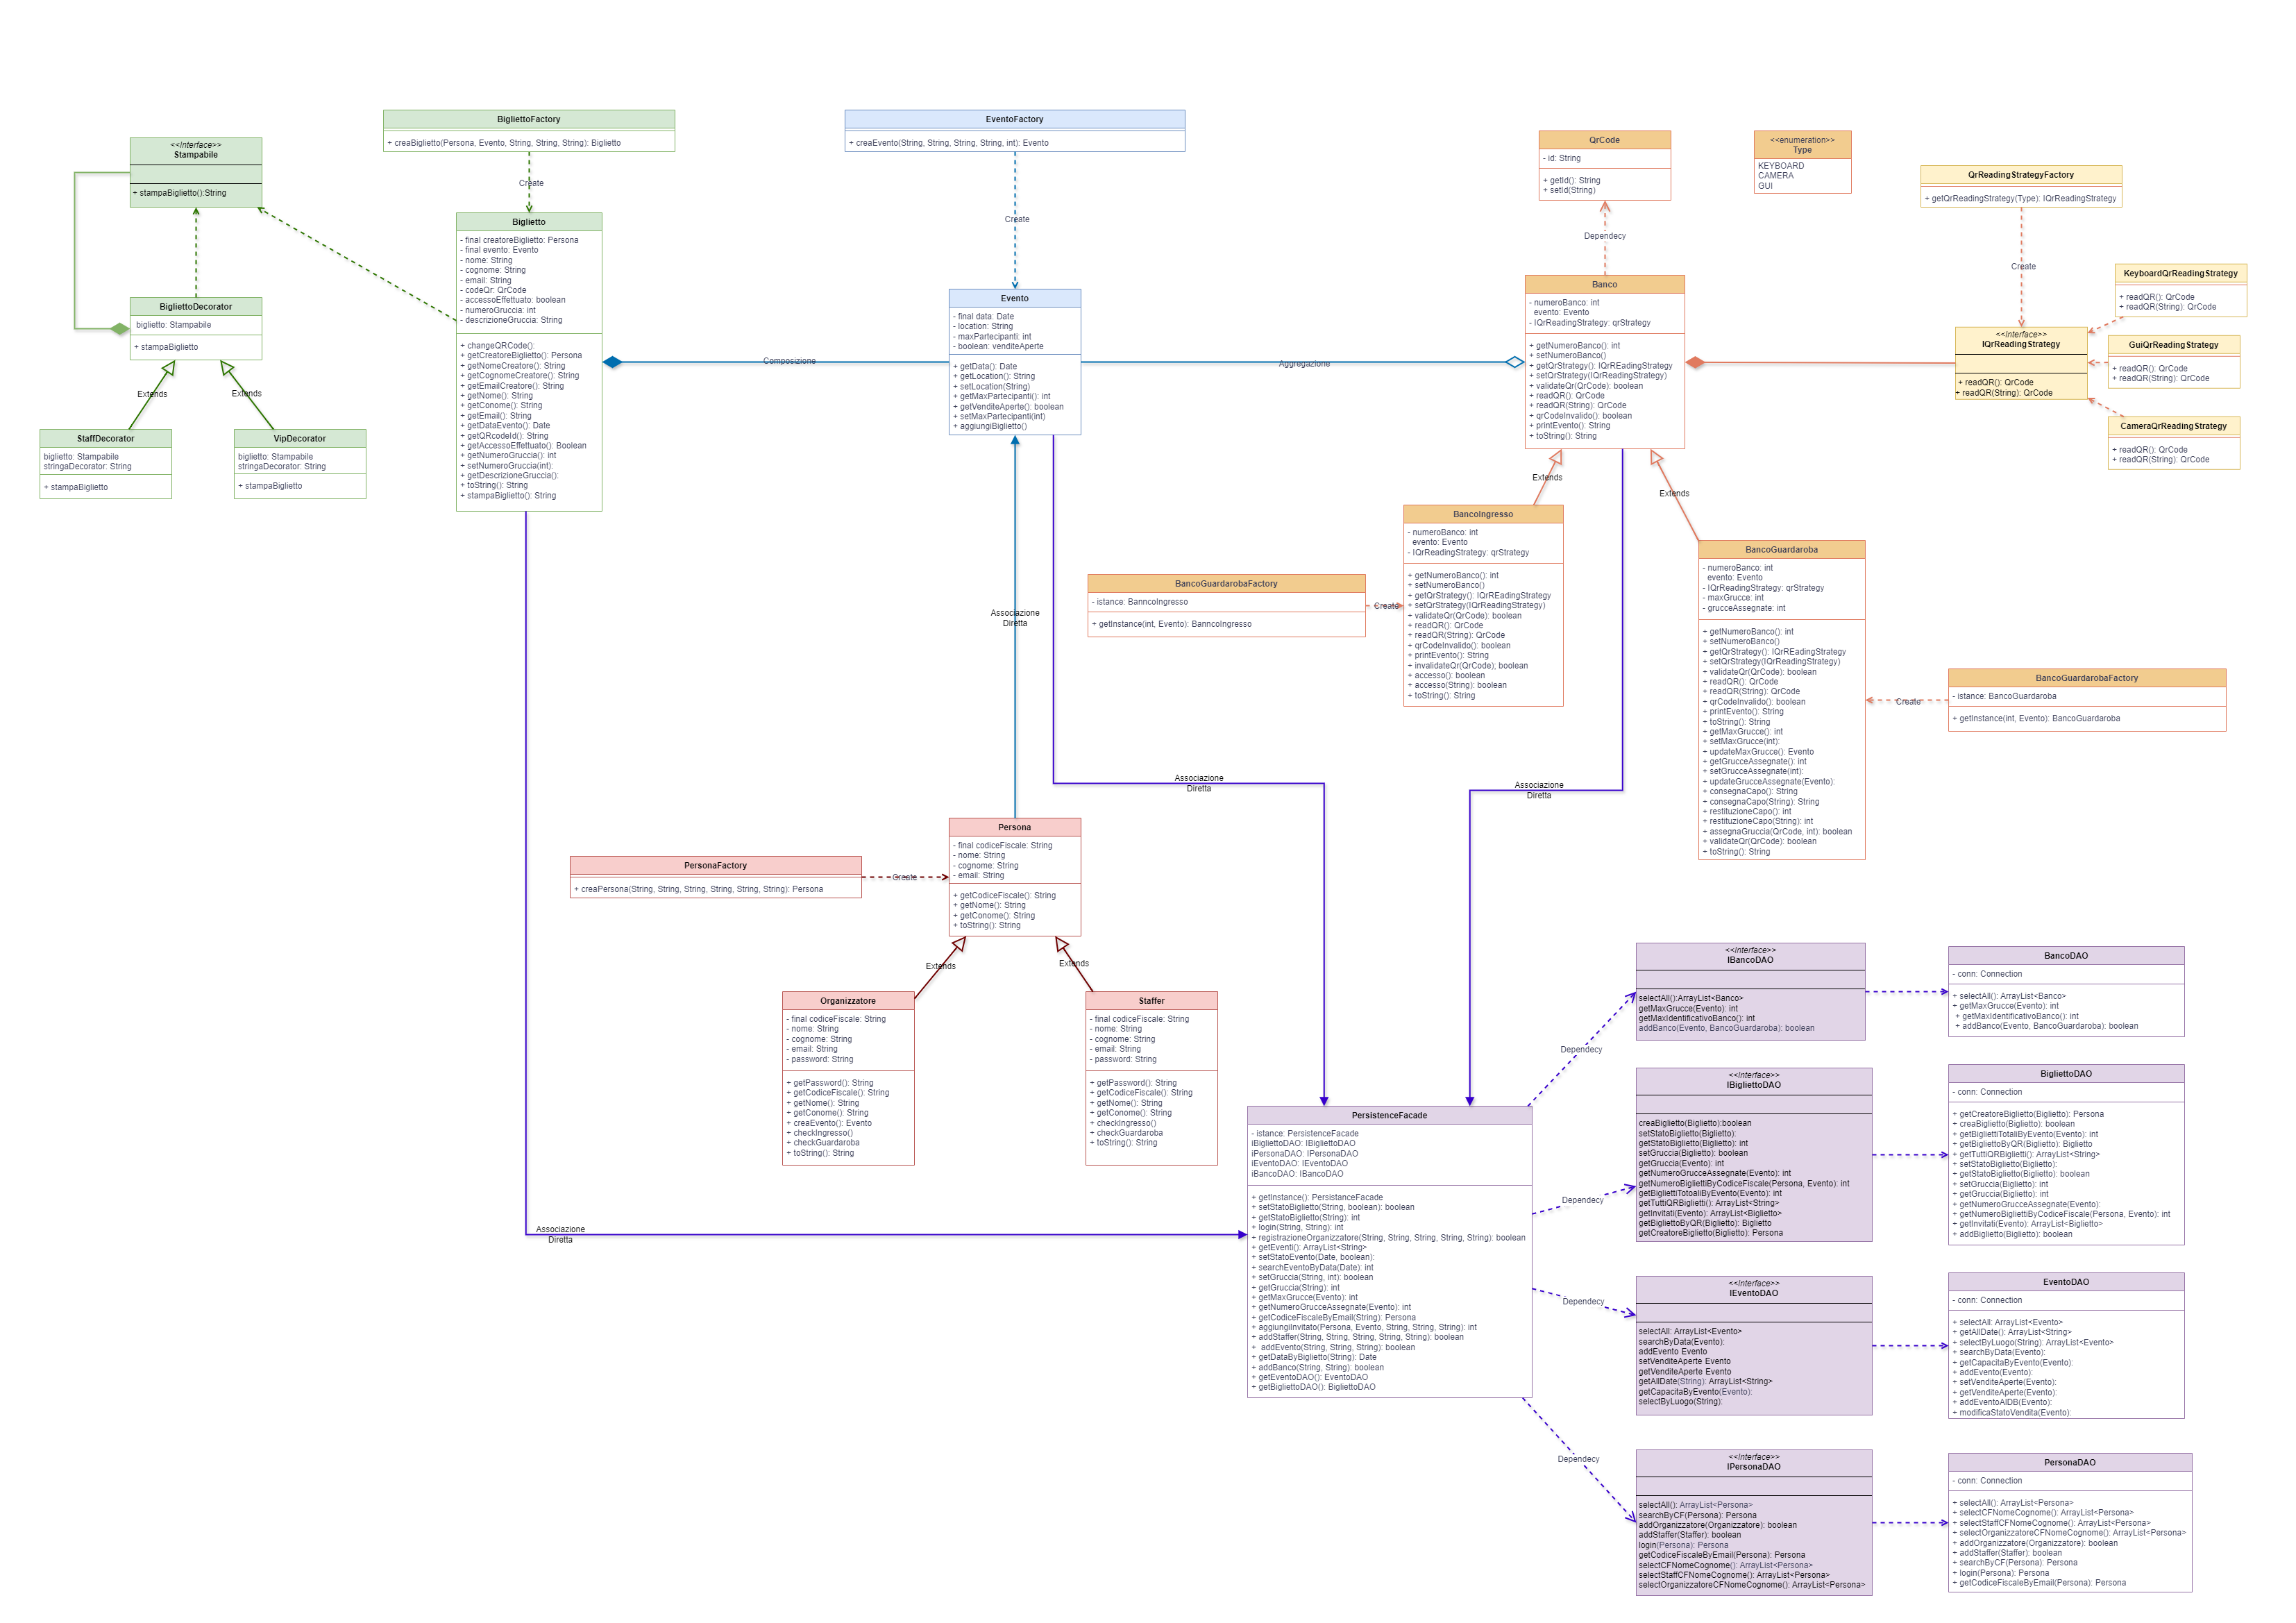 BigliettoFactory
+ creaBiglietto(Persona, Evento, String, String, String): Biglietto
Create
EventoFactory
+ creaEvento(String, String, String, String, int): Evento
Create
<<Interface>>
Stampabile
+ stampaBiglietto():String
BigliettoDecorator
biglietto: Stampabile
+ stampaBiglietto
Extends
Extends
StaffDecorator
biglietto: Stampabile
stringaDecorator: String
+ stampaBiglietto
VipDecorator
biglietto: Stampabile
stringaDecorator: String
+ stampaBiglietto
Biglietto
- final creatoreBiglietto: Persona
- final evento: Evento
- nome: String
- cognome: String
- email: String
- codeQr: QrCode
- accessoEffettuato: boolean
- numeroGruccia: int
- descrizioneGruccia: String
+ changeQRCode():
+ getCreatoreBiglietto(): Persona
+ getNomeCreatore(): String
+ getCognomeCreatore(): String
+ getEmailCreatore(): String
+ getNome(): String
+ getConome(): String
+ getEmail(): String
+ getDataEvento(): Date
+ getQRcodeId(): String
+ getAccessoEffettuato(): Boolean
+ getNumeroGruccia(): int
+ setNumeroGruccia(int):
+ getDescrizioneGruccia():
+ toString(): String
+ stampaBiglietto(): String
Composizione
Evento
- final data: Date
- location: String
- maxPartecipanti: int
- boolean: venditeAperte
+ getData(): Date
+ getLocation(): String
+ setLocation(String)
+ getMaxPartecipanti(): int
+ getVenditeAperte(): boolean
+ setMaxPartecipanti(int)
+ aggiungiBiglietto()
Aggregazione
QrCode
- id: String
+ getId(): String
+ setId(String)
Dependecy
<<enumeration>>
Type
KEYBOARD
CAMERA
GUI
Banco
- numeroBanco: int
evento: Evento
- IQrReadingStrategy: qrStrategy
+ getNumeroBanco(): int
+ setNumeroBanco()
+ getQrStrategy(): IQrREadingStrategy
+ setQrStrategy(IQrReadingStrategy)
+ validateQr(QrCode): boolean
+ readQR(): QrCode
+ readQR(String): QrCode
+ qrCodeInvalido(): boolean
+ printEvento(): String
+ toString(): String
QrReadingStrategyFactory
+ getQrReadingStrategy(Type): IQrReadingStrategy
Create
<<Interface>>
IQrReadingStrategy
+ readQR(): QrCode
+ readQR(String): QrCode
KeyboardQrReadingStrategy
+ readQR(): QrCode
+ readQR(String): QrCode
GuiQrReadingStrategy
+ readQR(): QrCode
+ readQR(String): QrCode
CameraQrReadingStrategy
+ readQR(): QrCode
+ readQR(String): QrCode
Extends
Extends
BancoIngresso
- numeroBanco: int
evento: Evento
- IQrReadingStrategy: qrStrategy
+ getNumeroBanco(): int
+ setNumeroBanco()
+ getQrStrategy(): IQrREadingStrategy
+ setQrStrategy(IQrReadingStrategy)
+ validateQr(QrCode): boolean
+ readQR(): QrCode
+ readQR(String): QrCode
+ qrCodeInvalido(): boolean
+ printEvento(): String
+ invalidateQr(QrCode); boolean
+ accesso(): boolean
+ accesso(String): boolean
+ toString(): String
BancoGuardarobaFactory
- istance: BanncoIngresso
+ getInstance(int, Evento): BanncoIngresso
Create
BancoGuardaroba
- numeroBanco: int
evento: Evento
- IQrReadingStrategy: qrStrategy
- maxGrucce: int
- grucceAssegnate: int
+ getNumeroBanco(): int
+ setNumeroBanco()
+ getQrStrategy(): IQrREadingStrategy
+ setQrStrategy(IQrReadingStrategy)
+ validateQr(QrCode): boolean
+ readQR(): QrCode
+ readQR(String): QrCode
+ qrCodeInvalido(): boolean
+ printEvento(): String
+ toString(): String
+ getMaxGrucce(): int
+ setMaxGrucce(int):
+ updateMaxGrucce(): Evento
+ getGrucceAssegnate(): int
+ setGrucceAssegnate(int):
+ updateGrucceAssegnate(Evento):
+ consegnaCapo(): String
+ consegnaCapo(String): String
+ restituzioneCapo(): int
+ restituzioneCapo(String): int
+ assegnaGruccia(QrCode, int): boolean
+ validateQr(QrCode): boolean
+ toString(): String
BancoGuardarobaFactory
- istance: BancoGuardaroba
+ getInstance(int, Evento): BancoGuardaroba
Create
Associazione
Diretta
Associazione
Diretta
Associazione
Diretta
PersonaFactory
+ creaPersona(String, String, String, String, String, String): Persona
Create
Persona
- final codiceFiscale: String
- nome: String
- cognome: String
- email: String
+ getCodiceFiscale(): String
+ getNome(): String
+ getConome(): String
+ toString(): String
Extends
Extends
Organizzatore
- final codiceFiscale: String
- nome: String
- cognome: String
- email: String
- password: String
+ getPassword(): String
+ getCodiceFiscale(): String
+ getNome(): String
+ getConome(): String
+ creaEvento(): Evento
+ checkIngresso()
+ checkGuardaroba
+ toString(): String
Staffer
- final codiceFiscale: String
- nome: String
- cognome: String
- email: String
- password: String
+ getPassword(): String
+ getCodiceFiscale(): String
+ getNome(): String
+ getConome(): String
+ checkIngresso()
+ checkGuardaroba
+ toString(): String
Associazione
Diretta
PersistenceFacade
- istance: PersistenceFacade
iBigliettoDAO: IBigliettoDAO
iPersonaDAO: IPersonaDAO
iEventoDAO: IEventoDAO
iBancoDAO: IBancoDAO
+ getInstance(): PersistanceFacade
+ setStatoBiglietto(String, boolean): boolean
+ getStatoBiglietto(String): int
+ login(String, String): int
+ registrazioneOrganizzatore(String, String, String, String, String): boolean
+ getEventi(): ArrayList<String>
+ setStatoEvento(Date, boolean):
+ searchEventoByData(Date): int
+ setGruccia(String, int): boolean
+ getGruccia(String): int
+ getMaxGrucce(Evento): int
+ getNumeroGrucceAssegnate(Evento): int
+ getCodiceFiscaleByEmail(String): Persona
+ aggiungiInvitato(Persona, Evento, String, String, String): int
+ addStaffer(String, String, String, String, String): boolean
+ addEvento(String, String, String): boolean
+ getDataByBiglietto(String): Date
+ addBanco(String, String): boolean
+ getEventoDAO(): EventoDAO
+ getBigliettoDAO(): BigliettoDAO
Dependecy
Dependecy
Dependecy
Dependecy
<<Interface>>
IBancoDAO
selectAll():ArrayList<Banco>
getMaxGrucce(Evento): int
getMaxIdentificativoBanco(): int
addBanco(Evento, BancoGuardaroba): boolean
BancoDAO
- conn: Connection
+ selectAll(): ArrayList<Banco>
+ getMaxGrucce(Evento): int
+ getMaxIdentificativoBanco(): int
+ addBanco(Evento, BancoGuardaroba): boolean
<<Interface>>
IBigliettoDAO
creaBiglietto(Biglietto):boolean
setStatoBiglietto(Biglietto):
getStatoBiglietto(Biglietto): int
setGruccia(Biglietto): boolean
getGruccia(Evento): int
getNumeroGrucceAssegnate(Evento): int
getNumeroBigliettiByCodiceFiscale(Persona, Evento): int
getBigliettiTotoaliByEvento(Evento): int
getTuttiQRBiglietti(): ArrayList<String>
getInvitati(Evento): ArrayList<Biglietto>
getBigliettoByQR(Biglietto): Biglietto
getCreatoreBiglietto(Biglietto): Persona
BigliettoDAO
- conn: Connection
+ getCreatoreBiglietto(Biglietto): Persona
+ creaBiglietto(Biglietto): boolean
+ getBigliettiTotaliByEvento(Evento): int
+ getBigliettoByQR(Biglietto): Biglietto
+ getTuttiQRBiglietti(): ArrayList<String>
+ setStatoBiglietto(Biglietto):
+ getStatoBiglietto(Biglietto): boolean
+ setGruccia(Biglietto): int
+ getGruccia(Biglietto): int
+ getNumeroGrucceAssegnate(Evento):
+ getNumeroBigliettiByCodiceFiscale(Persona, Evento): int
+ getInvitati(Evento): ArrayList<Biglietto>
+ addBiglietto(Biglietto): boolean
<<Interface>>
IEventoDAO
selectAll: ArrayList<Evento>
searchByData(Evento):
addEvento Evento
setVenditeAperte Evento
getVenditeAperte Evento
getAllDate(String): ArrayList<String>
getCapacitaByEvento(Evento):
selectByLuogo(String):
EventoDAO
- conn: Connection
+ selectAll: ArrayList<Evento>
+ getAllDate(): ArrayList<String>
+ selectByLuogo(String): ArrayList<Evento>
+ searchByData(Evento):
+ getCapacitaByEvento(Evento):
+ addEvento(Evento):
+ setVenditeAperte(Evento):
+ getVenditeAperte(Evento):
+ addEventoAlDB(Evento):
+ modificaStatoVendita(Evento):
<<Interface>>
IPersonaDAO
selectAll(): ArrayList<Persona>
searchByCF(Persona): Persona
addOrganizzatore(Organizzatore): boolean
addStaffer(Staffer): boolean
login(Persona): Persona
getCodiceFiscaleByEmail(Persona): Persona
selectCFNomeCognome(): ArrayList<Persona>
selectStaffCFNomeCognome(): ArrayList<Persona>
selectOrganizzatoreCFNomeCognome(): ArrayList<Persona>
PersonaDAO
- conn: Connection
+ selectAll(): ArrayList<Persona>
+ selectCFNomeCognome(): ArrayList<Persona>
+ selectStaffCFNomeCognome(): ArrayList<Persona>
+ selectOrganizzatoreCFNomeCognome(): ArrayList<Persona>
+ addOrganizzatore(Organizzatore): boolean
+ addStaffer(Staffer): boolean
+ searchByCF(Persona): Persona
+ login(Persona): Persona
+ getCodiceFiscaleByEmail(Persona): Persona